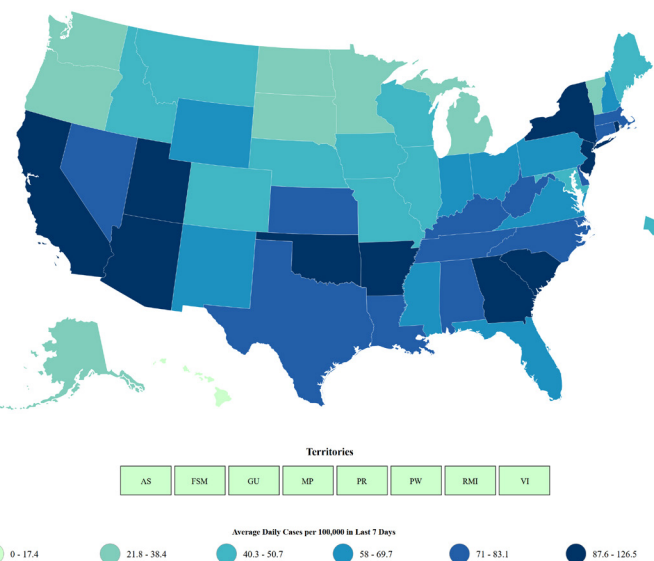 Territories
AS FSM GU MP PR PW RMI VI
Average Daily Cases per 100,000 in Last 7 Days
0 - 17.4 21.8 - 38.4 40.3 - 50.7 58 - 69.7 71 - 83.1 87.6 - 126.5